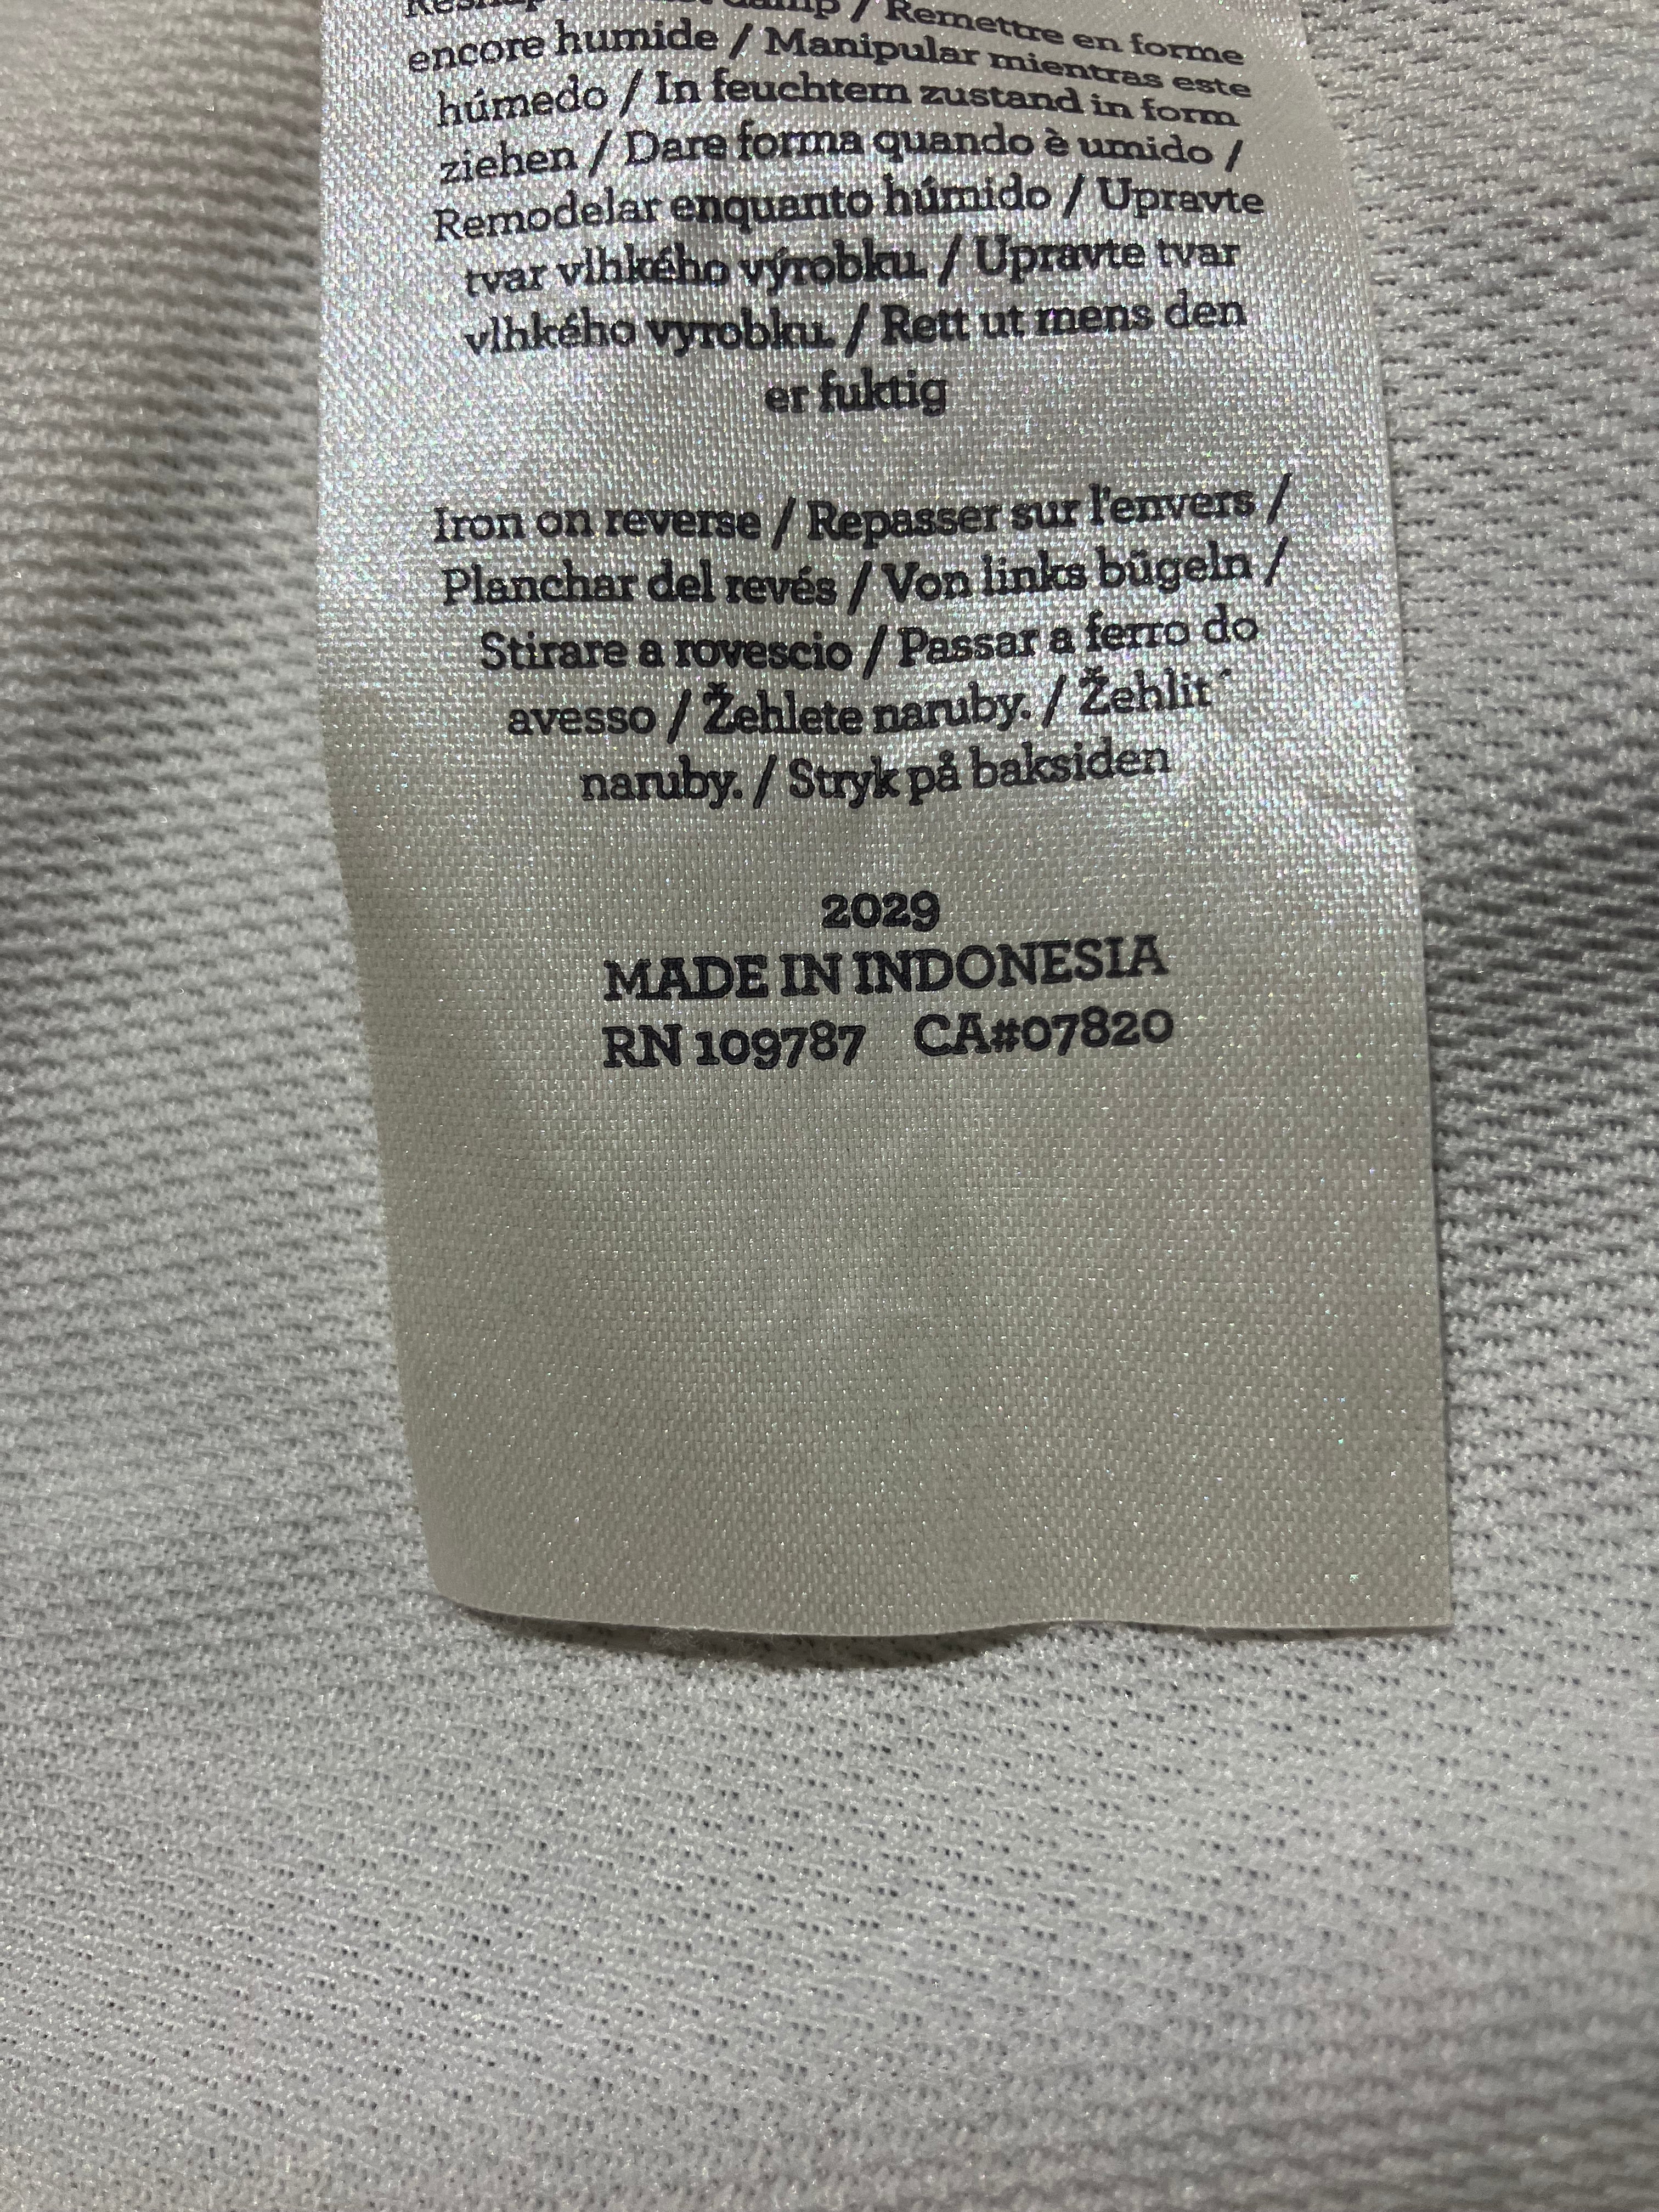 / Remettre en forme
encore humide / Manipular mientras este
húmedo / In feuchtem zustand in form
ziehen / Dare forma quando è umido /
Remodelar enquanto húmido / Upravte
tvar vlhkého výrobku. / Upravte tvar
vlhkého vyrobku. / Rett ut mens den
er fuktig
Iron on reverse / Repasser sur l'envers /
Planchar del revés / Von links bügeln /
Stirare a rovescio / Passar a ferro do
avesso / Žehlete naruby. / Žehlit´
naruby. / Stryk på baksiden
2029
MADE IN INDONESIA
RN 109787 CA#07820